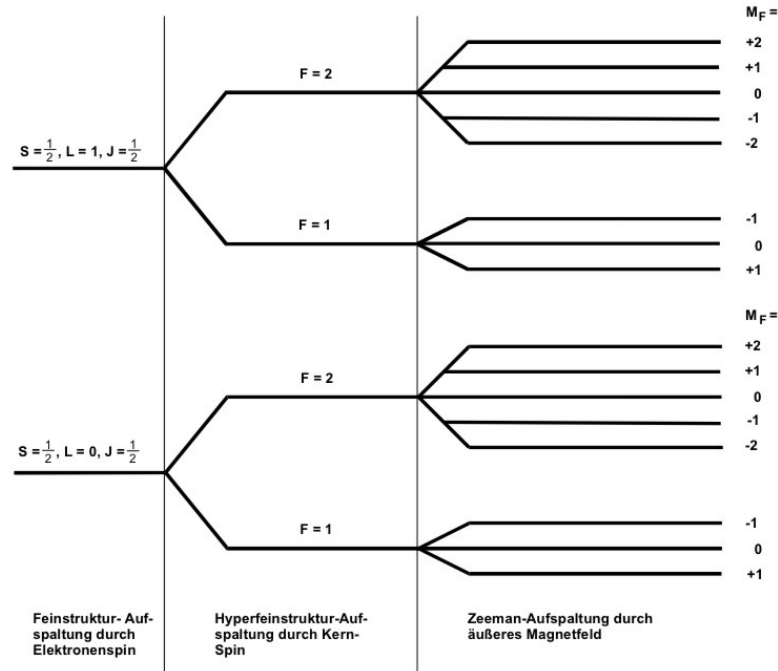 M_F =
+2
+1
0
-1
-2
F = 2
S = 1/2, L = 1, J = 1/2
F = 1
-1
0
+1
M_F =
+2
+1
0
-1
-2
F = 2
S = 1/2, L = 0, J = 1/2
F = 1
-1
0
+1
Feinstruktur- Auf-
spaltung durch
Elektronenspin
Hyperfeinstruktur-Auf-
spaltung durch Kern-
Spin
Zeeman-Aufspaltung durch
äußeres Magnetfeld